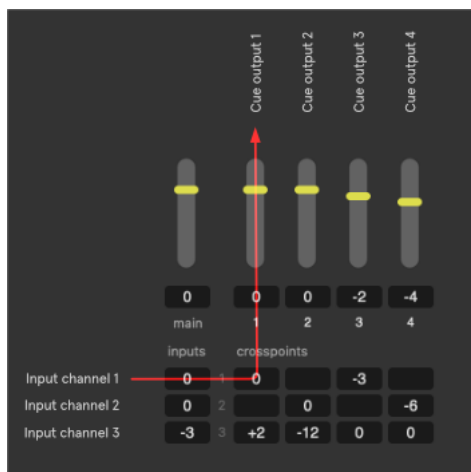 Cue output 1
Cue output 2
Cue output 3
Cue output 4
0 0 0 -2 -4
main 1 2 3 4
inputs crosspoints
Input channel 1 0 1 0 -3
Input channel 2 0 2 0 -6
Input channel 3 -3 3 +2 -12 0 0